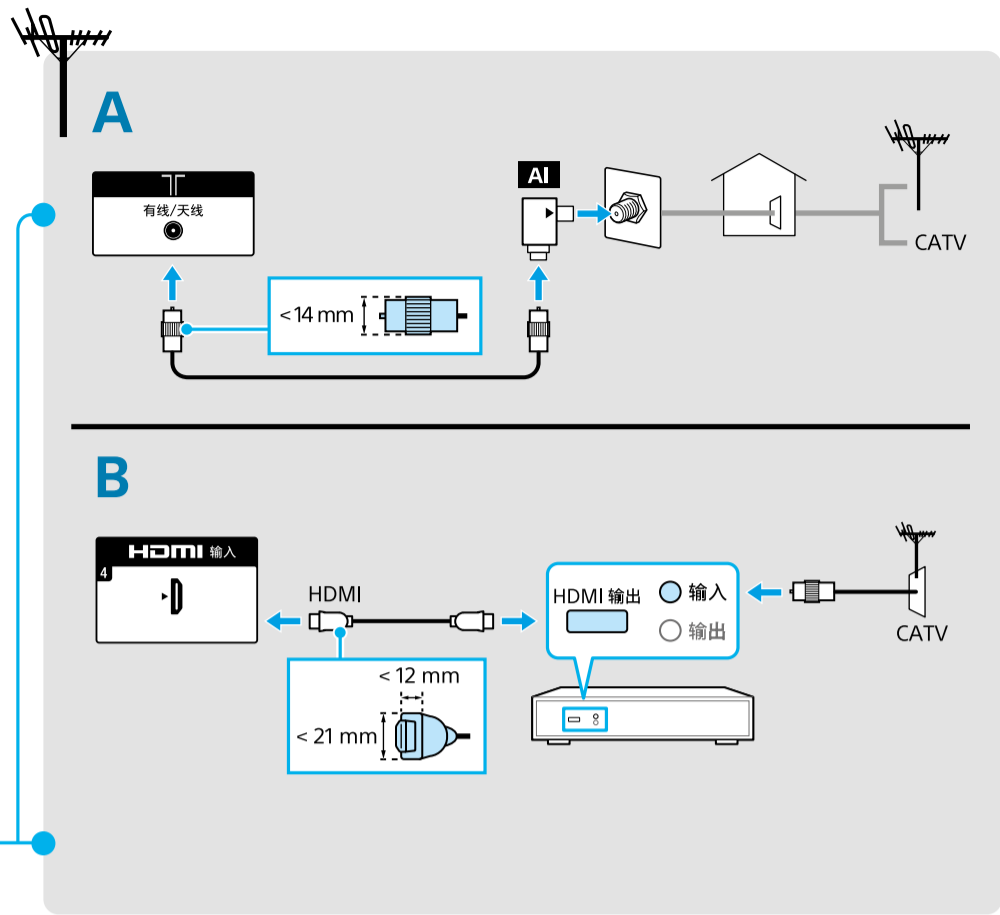 A
有线/天线
AI
CATV
< 14 mm
B
HDMI 输入
4
HDMI
HDMI 输出
输入
输出
CATV
< 12 mm
< 21 mm